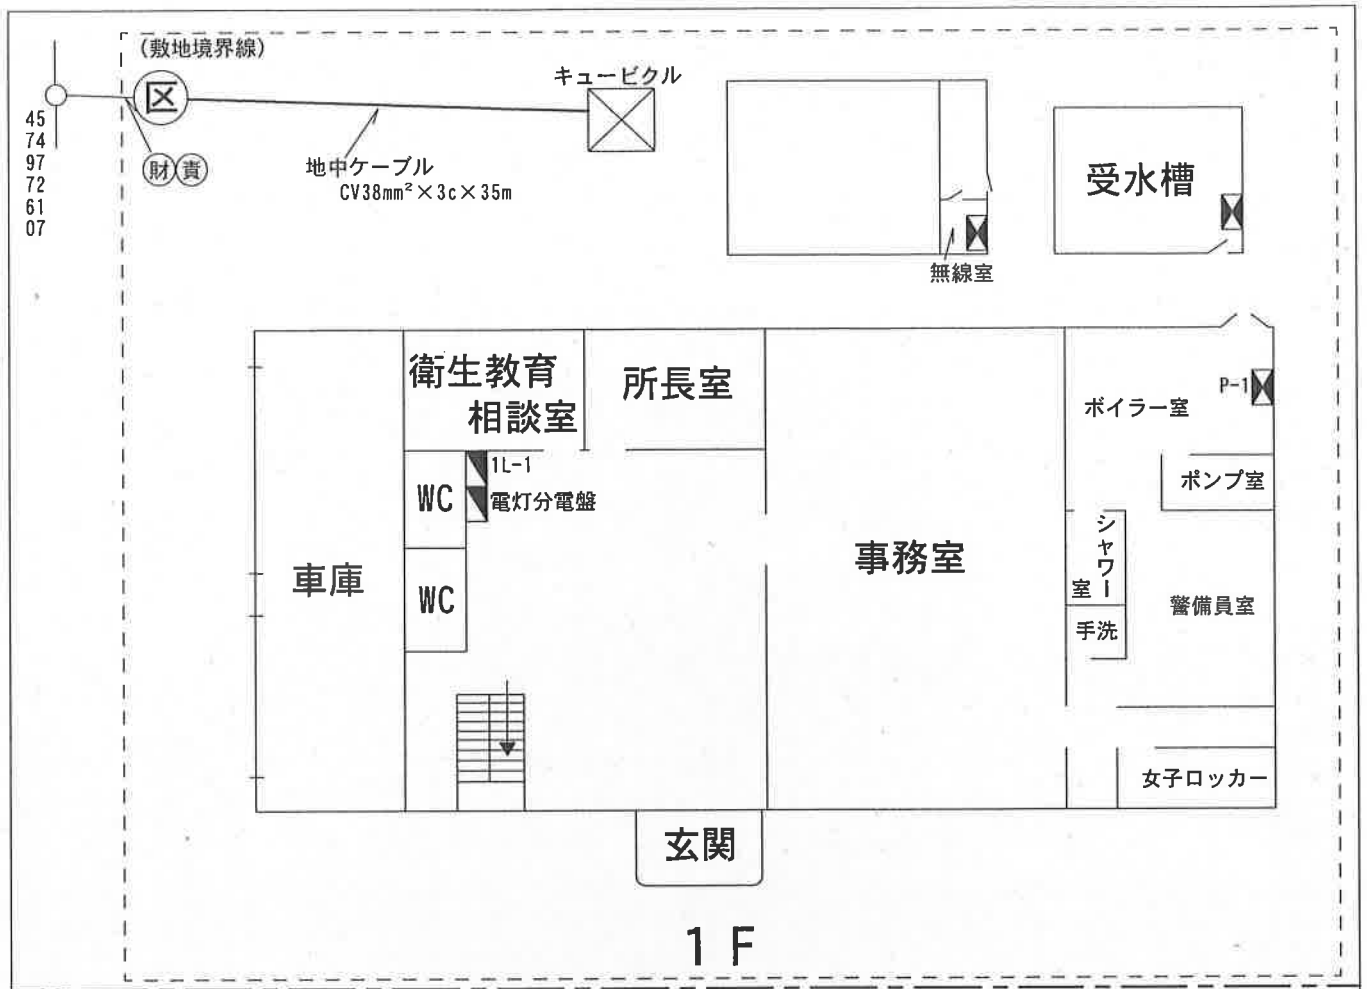 (敷地境界線)
区
キュービクル
45
74
97
72
61
07
財 責
地中ケーブル
CV38mm²×3c×35m
受水槽
無線室
衛生教育
相談室
所長室
P-1
ボイラー室
1L-1
電灯分電盤
WC
ポンプ室
車庫
事務室
シャワー
室
WC
警備員室
手洗
女子ロッカー
玄関
1F